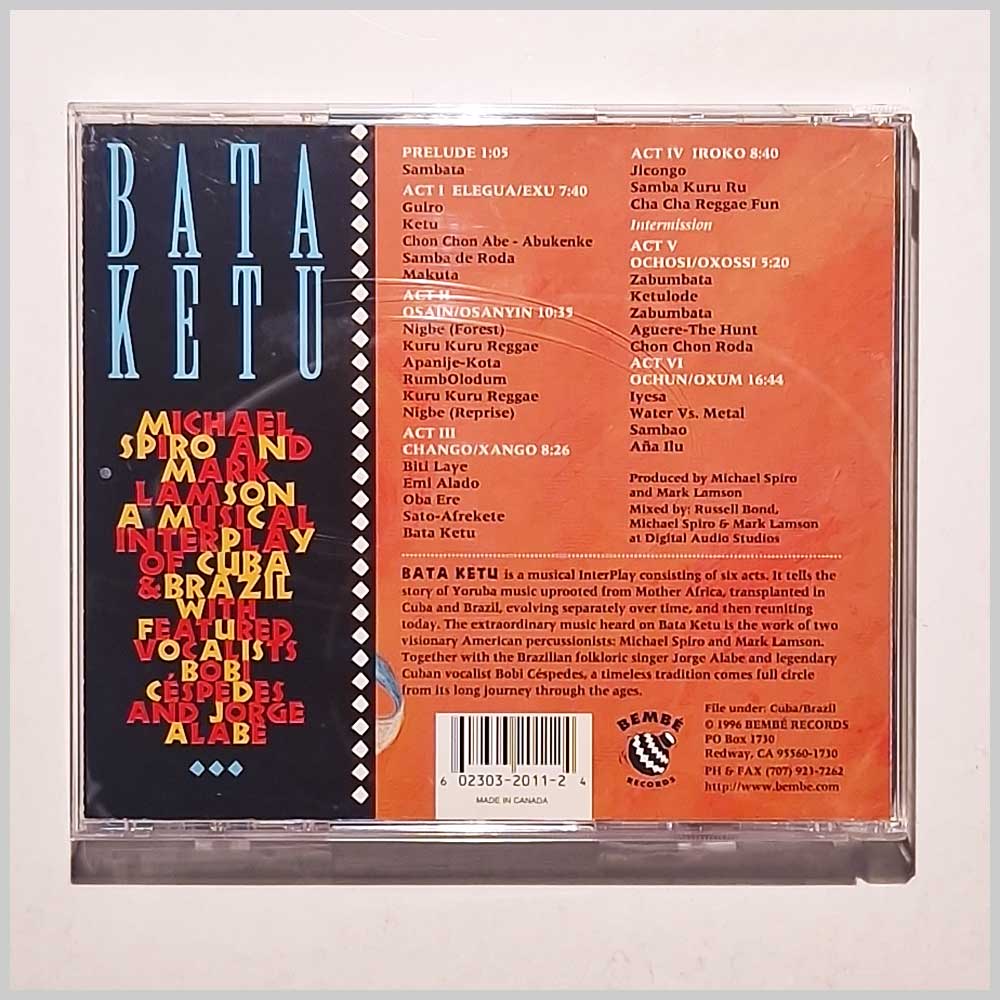 BATA
KETU
MICHAEL
SPIRO AND
MARK
LAMSON
A MUSICAL
INTERPLAY
OF CUBA
& BRAZIL
WITH
FEATURED
VOCALISTS
BOBI
CÉSPEDES
AND JORGE
ALABE
PRELUDE 1:05
Sambata
ACT I ELEGUA/EXU 7:40
Guiro
Ketu
Chon Chon Abe - Abukenke
Samba de Roda
Makuta
ACT II
OSAIN/OSANYIN 10:35
Nigbe (Forest)
Kuru Kuru Reggae
Apanije-Kota
RumbOlodum
Kuru Kuru Reggae
Nigbe (Reprise)
ACT III
CHANGO/XANGO 8:26
Biti Laye
Emi Alado
Oba Ere
Sato-Afrekete
Bata Ketu
ACT IV IROKO 8:40
Jicongo
Samba Kuru Ru
Cha Cha Reggae Fun
Intermission
ACT V
OCHOSI/OXOSSI 5:20
Zabumbata
Ketulode
Zabumbata
Aguere-The Hunt
Chon Chon Roda
ACT VI
OCHUN/OXUM 16:44
Iyesa
Water Vs. Metal
Sambao
Aña Ilu
Produced by Michael Spiro
and Mark Lamson
Mixed by: Russell Bond,
Michael Spiro & Mark Lamson
at Digital Audio Studios
BATA KETU is a musical InterPlay consisting of six acts. It tells the
story of Yoruba music uprooted from Mother Africa, transplanted in
Cuba and Brazil, evolving separately over time, and then reuniting
today. The extraordinary music heard on Bata Ketu is the work of two
visionary American percussionists: Michael Spiro and Mark Lamson.
Together with the Brazilian folkloric singer Jorge Alabe and legendary
Cuban vocalist Bobi Céspedes, a timeless tradition comes full circle
from its long journey through the ages.
6 02303-2011-2 4
MADE IN CANADA
BEMBÉ
RECORDS
File under: Cuba/Brazil
© 1996 BEMBÉ RECORDS
PO Box 1730
Redway, CA 95560-1730
PH & FAX (707) 923-7262
http://www.bembe.com